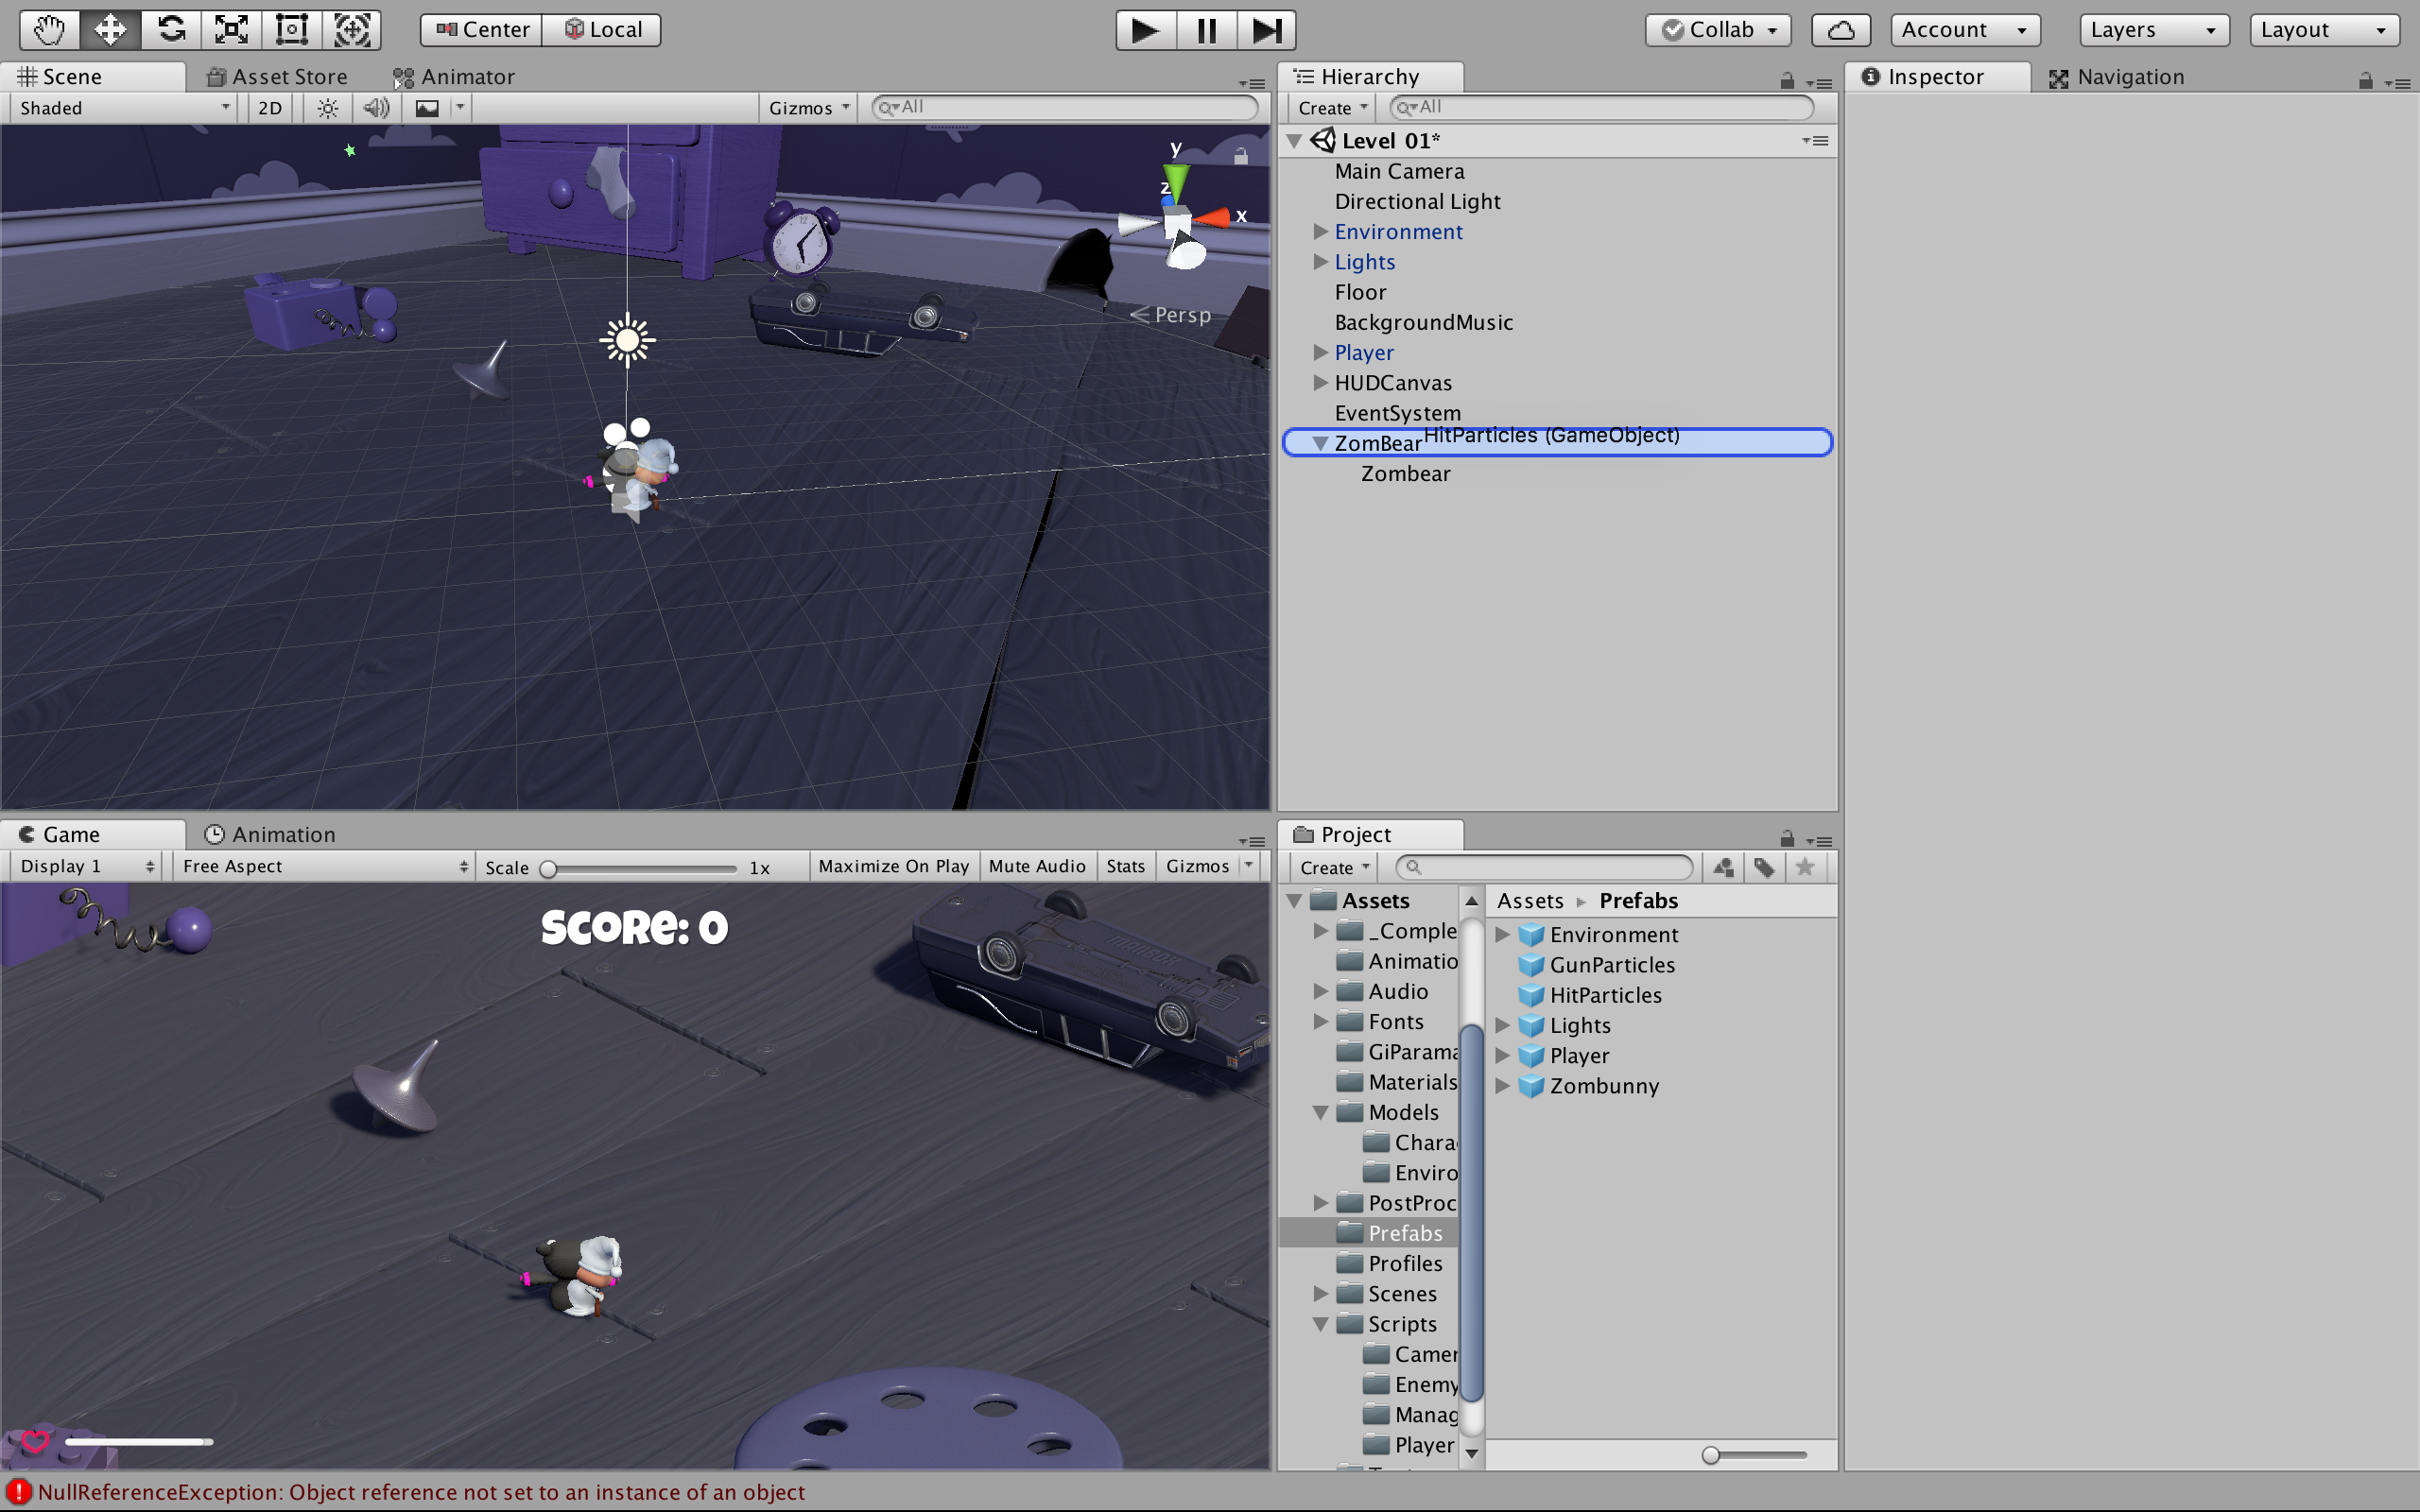 Center Local Collab Account Layers Layout
Scene Asset Store Animator
Shaded 2D Gizmos All
y
z
x
Persp
Hierarchy
Create All
Level 01*
Main Camera
Directional Light
Environment
Lights
Floor
BackgroundMusic
Player
HUDCanvas
EventSystem
ZomBear HitParticles (GameObject)
Zombear
Inspector Navigation
Game Animation
Display 1 Free Aspect Scale 1x Maximize On Play Mute Audio Stats Gizmos
SCORE: 0
Project
Create
Assets
_Comple
Animatio
Audio
Fonts
GiParama
Materials
Models
Chara
Enviro
PostProc
Prefabs
Profiles
Scenes
Scripts
Camer
Enemy
Manag
Player
Assets Prefabs
Environment
GunParticles
HitParticles
Lights
Player
Zombunny
NullReferenceException: Object reference not set to an instance of an object